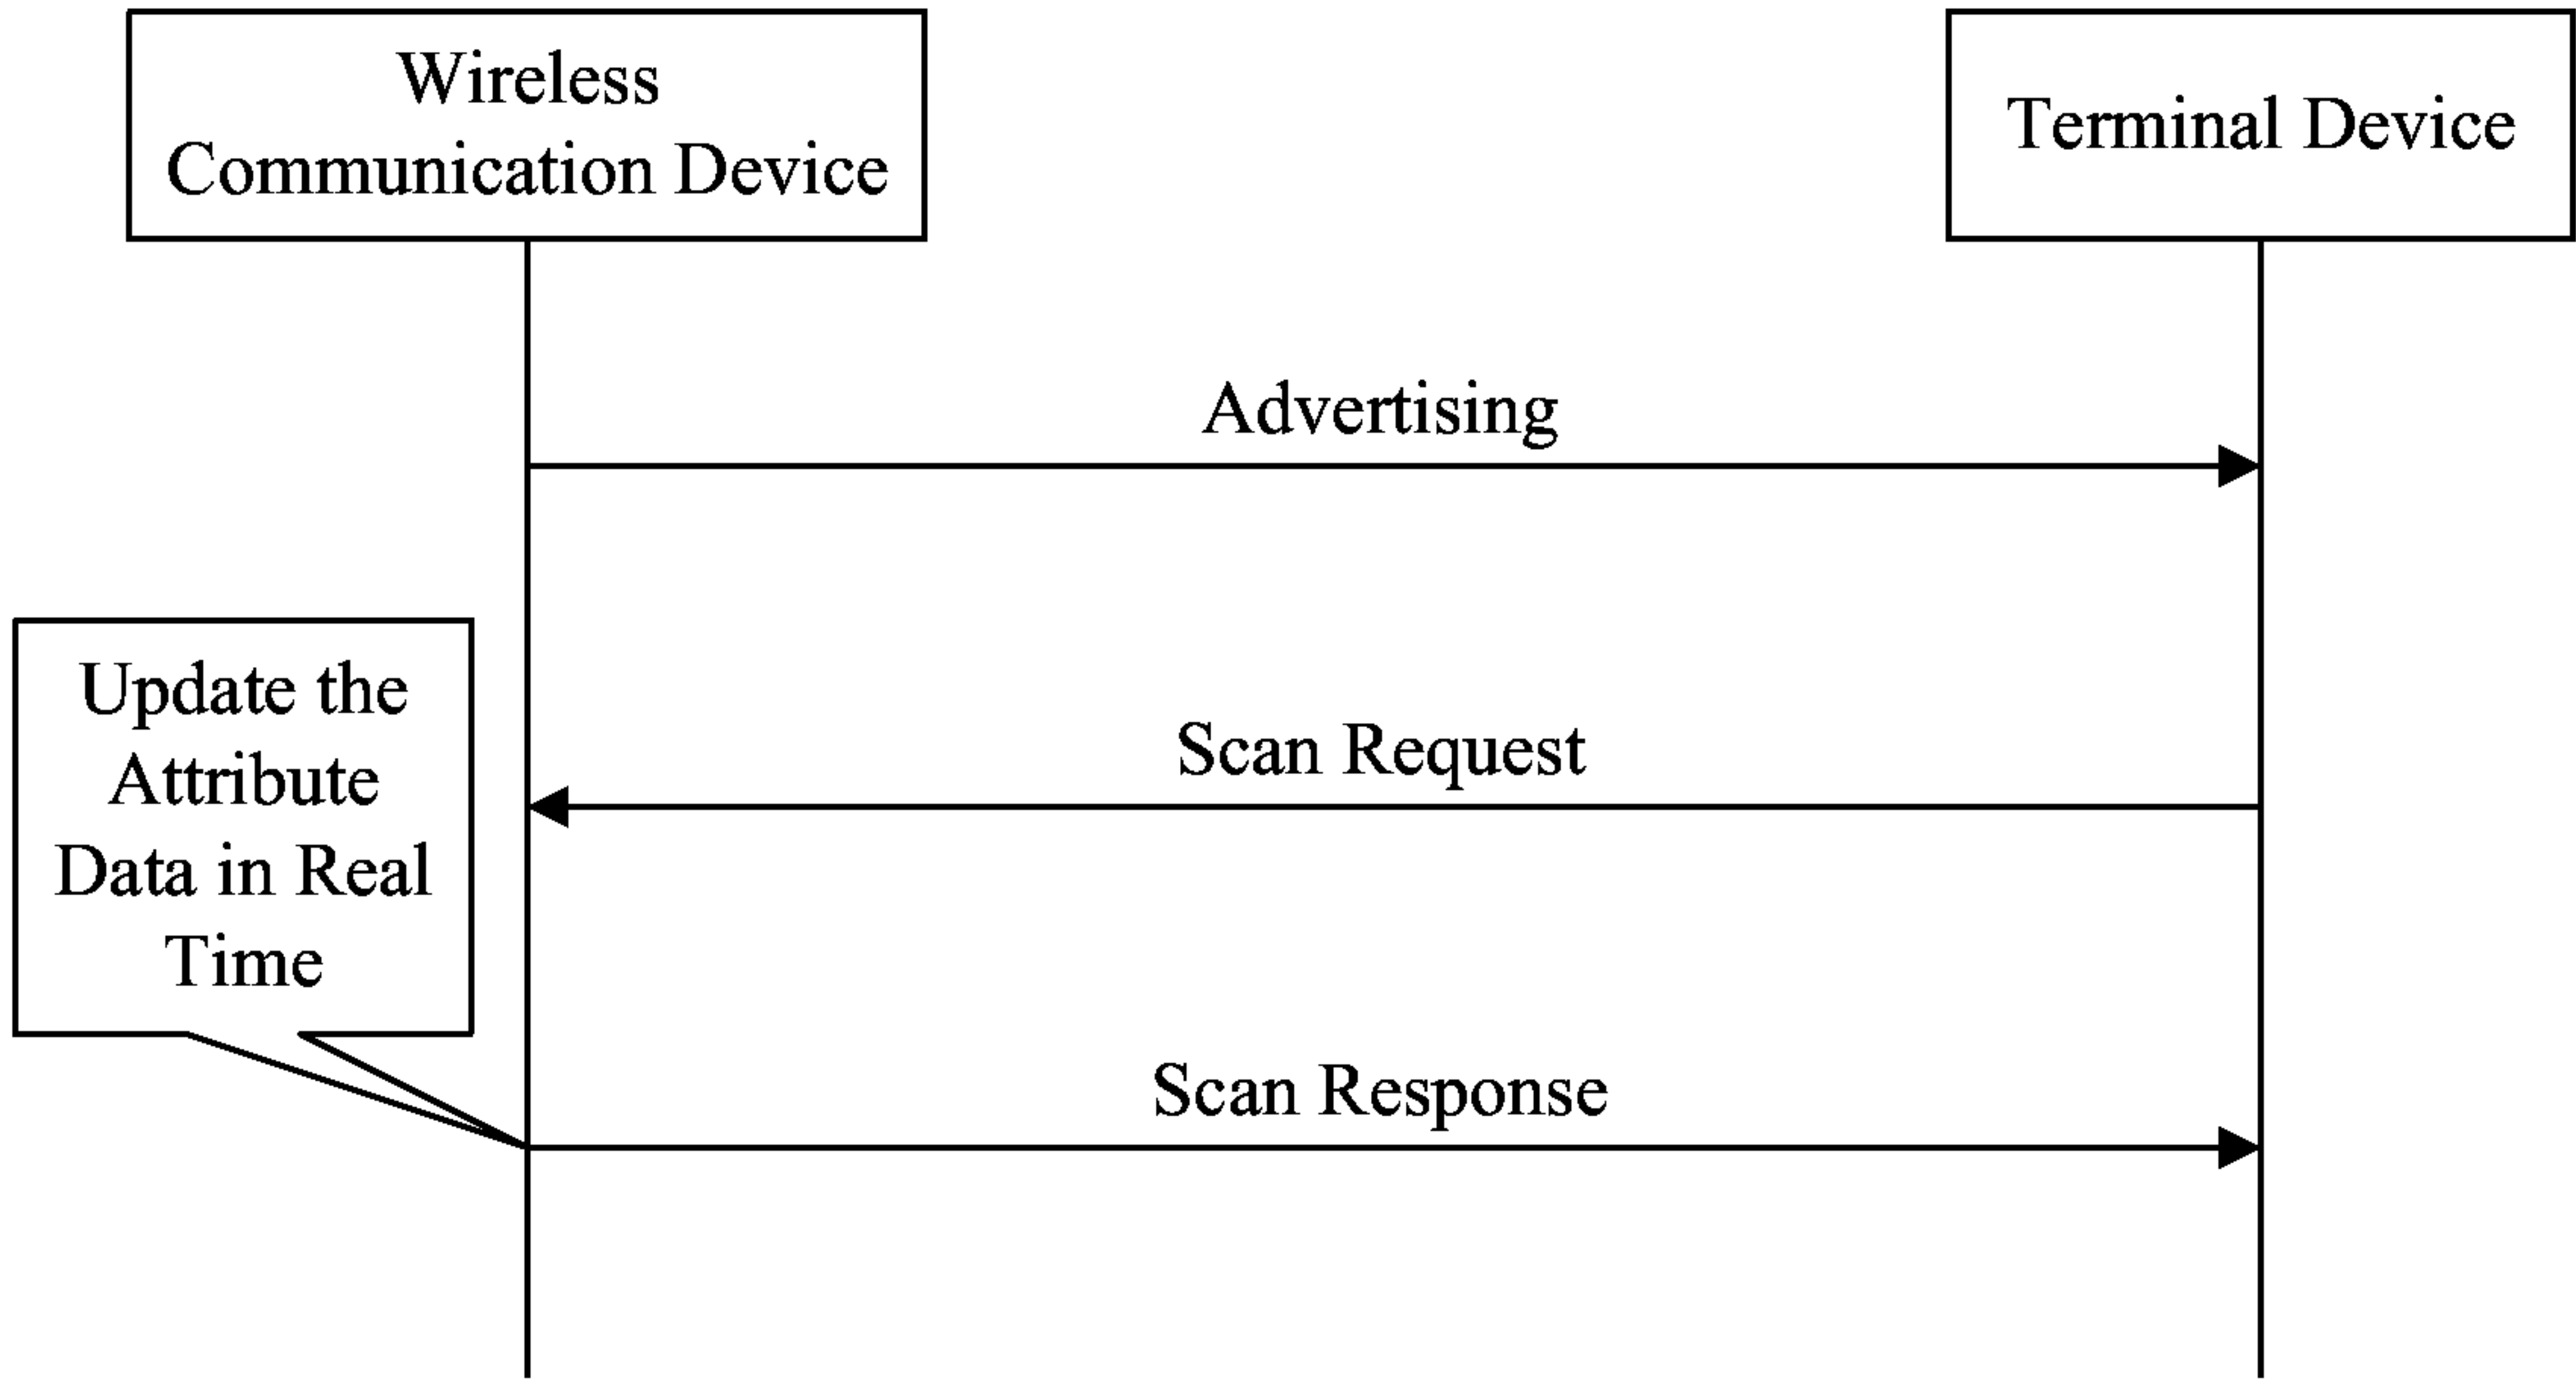 Wireless
Communication Device
Terminal Device
Advertising
Scan Request
Update the
Attribute
Data in Real
Time
Scan Response